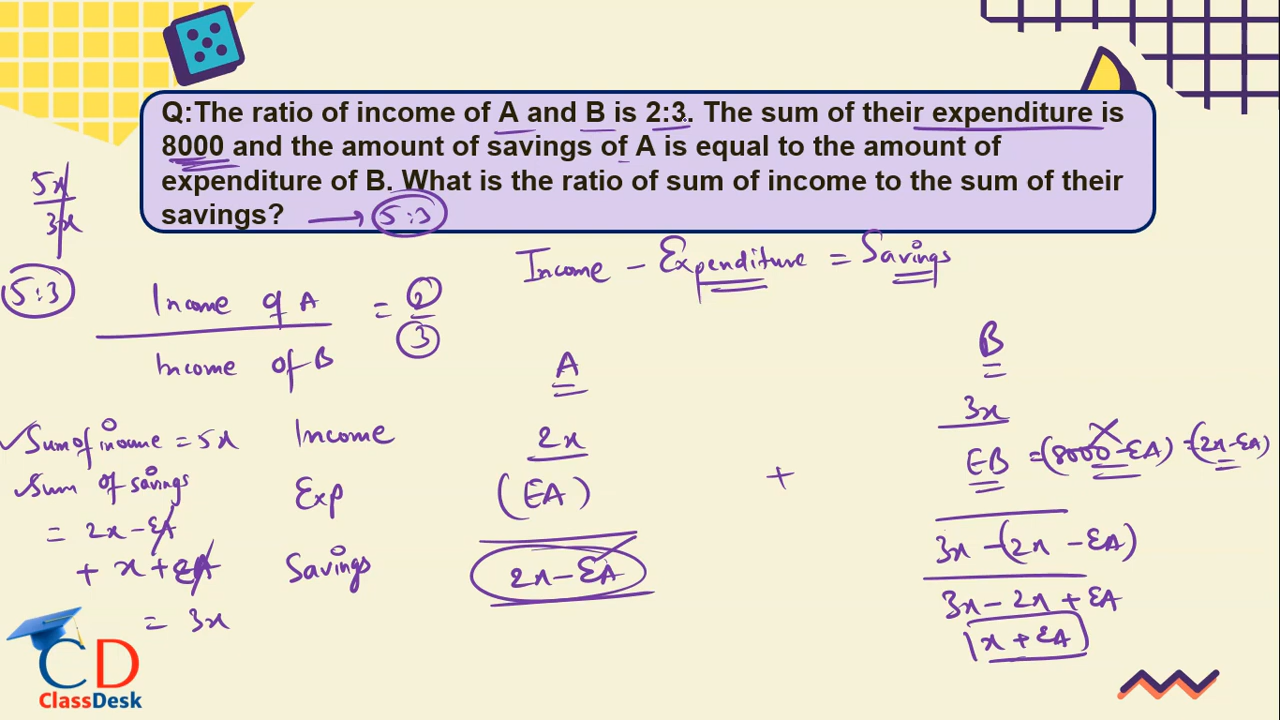 Q:The ratio of income of A and B is 2:3. The sum of their expenditure is
8000 and the amount of savings of A is equal to the amount of
expenditure of B. What is the ratio of sum of income to the sum of their
savings? → 5:3
5x
3x
5:3
Income - Expenditure = Savings
Income of A = 2
Income of B 3
A
B
Sum of income = 5x
Income 2x
3x
Sum of savings
= 2x - EA
+ x + EA
= 3x
Exp (EA) + EB = (8000 - EA) = (2x - EA)
Savings 2x - EA
3x - (2x - EA)
3x - 2x + EA
x + EA
CD
ClassDesk